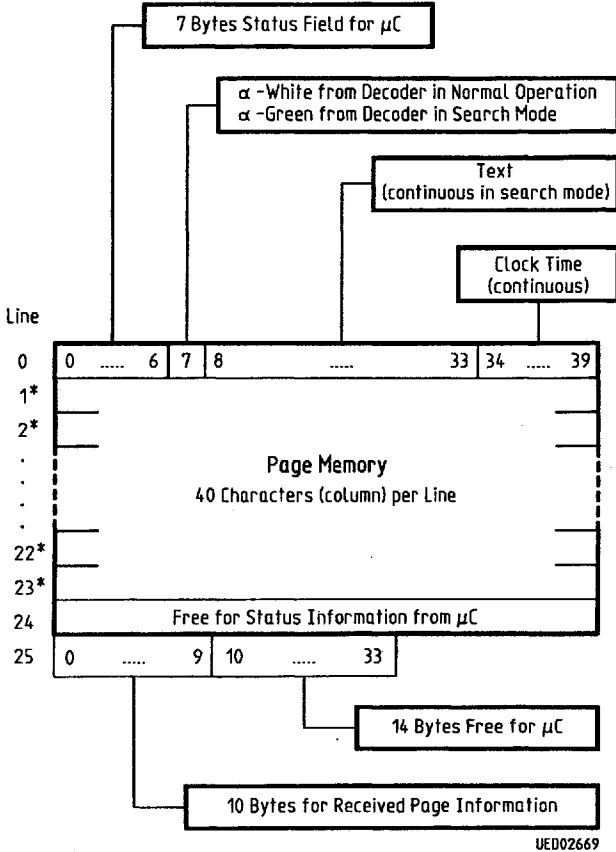 7 Bytes Status Field for µC
α -White from Decoder in Normal Operation
α -Green from Decoder in Search Mode
Text
(continuous in search mode)
Clock Time
(continuous)
Line
0 0 ..... 6 7 8 ..... 33 34 ..... 39
1*
2*
.
.
.
.
Page Memory
40 Characters (column) per Line
22*
23*
24 Free for Status Information from µC
25 0 ..... 9 10 ..... 33
14 Bytes Free for µC
10 Bytes for Received Page Information
UED02669